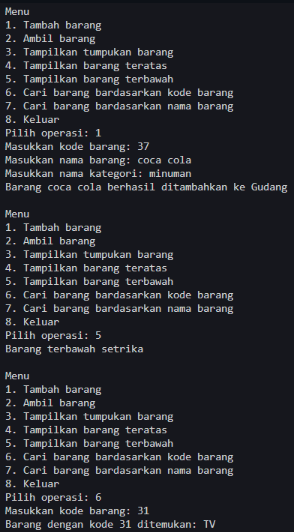 Menu
1. Tambah barang
2. Ambil barang
3. Tampilkan tumpukan barang
4. Tampilkan barang teratas
5. Tampilkan barang terbawah
6. Cari barang bardasarkan kode barang
7. Cari barang bardasarkan nama barang
8. Keluar
Pilih operasi: 1
Masukkan kode barang: 37
Masukkan nama barang: coca cola
Masukkan nama kategori: minuman
Barang coca cola berhasil ditambahkan ke Gudang

Menu
1. Tambah barang
2. Ambil barang
3. Tampilkan tumpukan barang
4. Tampilkan barang teratas
5. Tampilkan barang terbawah
6. Cari barang bardasarkan kode barang
7. Cari barang bardasarkan nama barang
8. Keluar
Pilih operasi: 5
Barang terbawah setrika

Menu
1. Tambah barang
2. Ambil barang
3. Tampilkan tumpukan barang
4. Tampilkan barang teratas
5. Tampilkan barang terbawah
6. Cari barang bardasarkan kode barang
7. Cari barang bardasarkan nama barang
8. Keluar
Pilih operasi: 6
Masukkan kode barang: 31
Barang dengan kode 31 ditemukan: TV